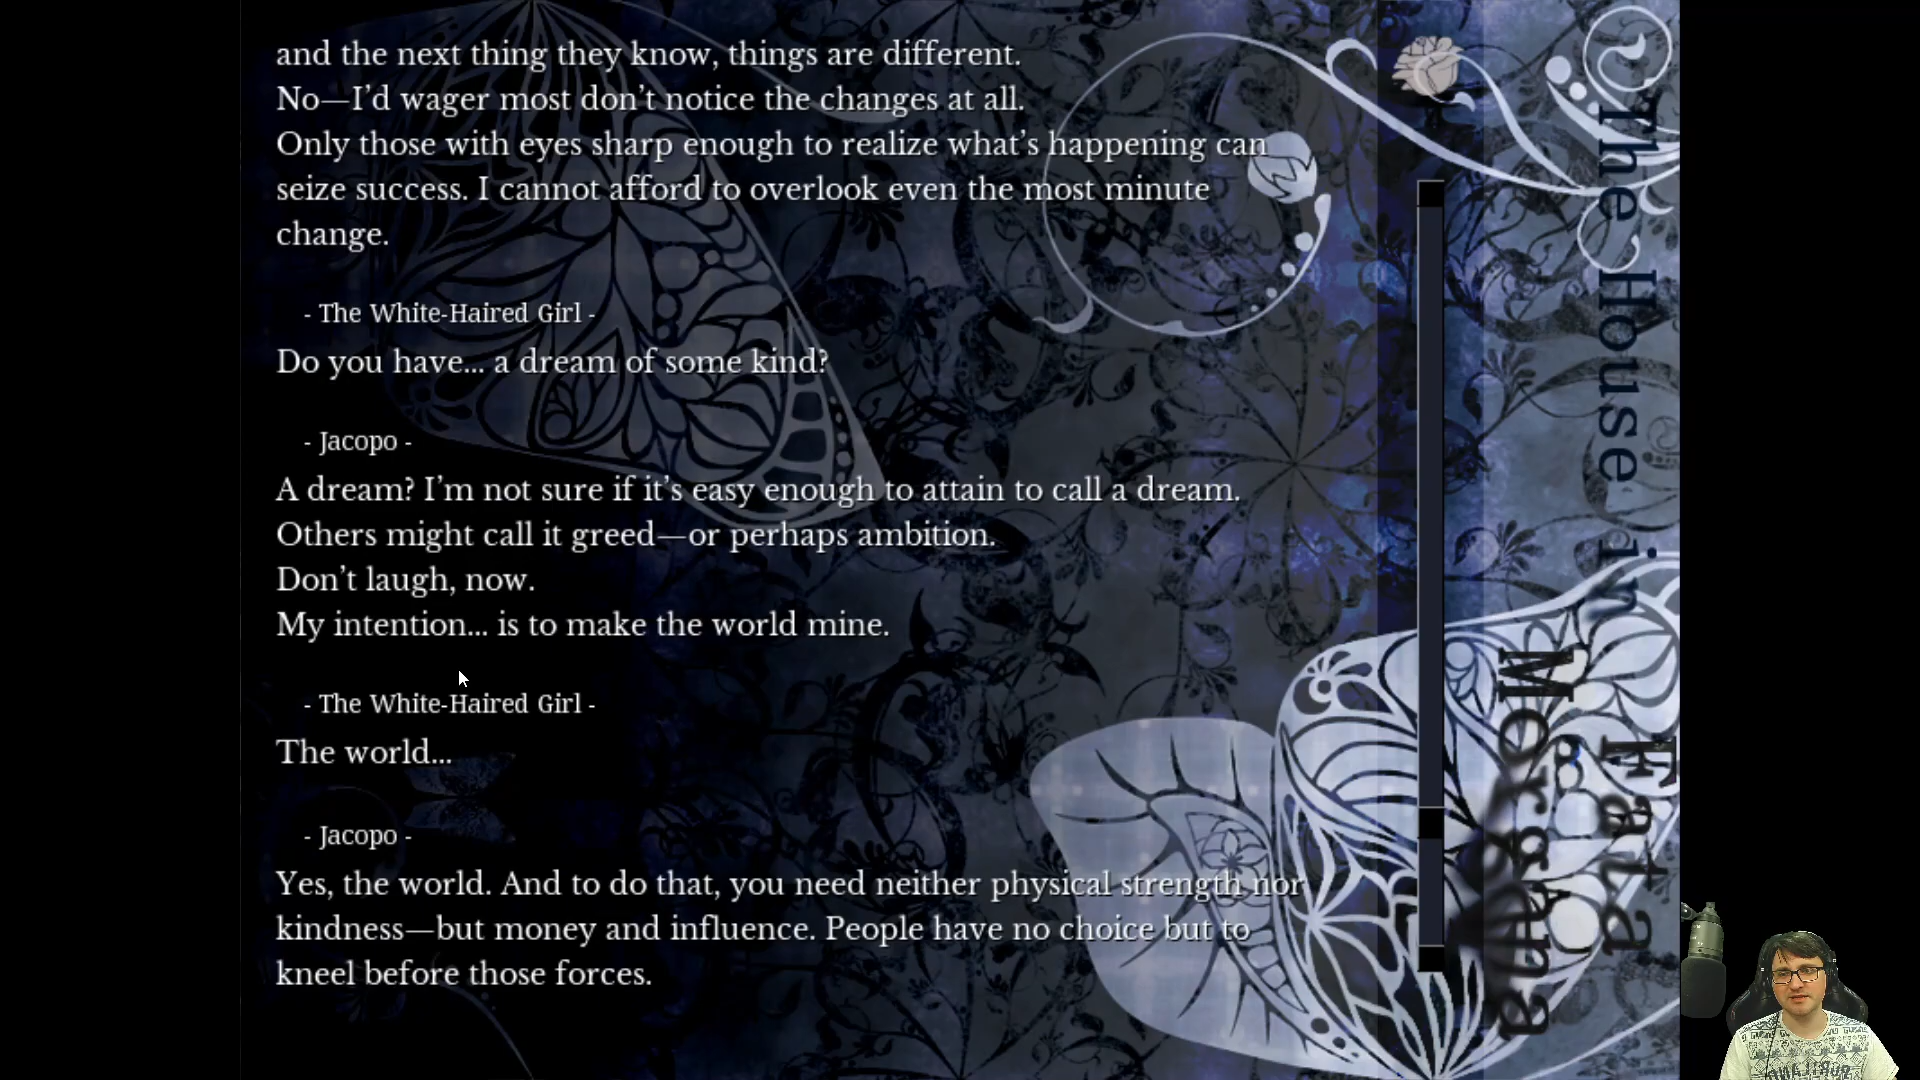 and the next thing they know, things are different.
No—I'd wager most don't notice the changes at all.
Only those with eyes sharp enough to realize what's happening can
seize success. I cannot afford to overlook even the most minute
change.
- The White-Haired Girl -
Do you have... a dream of some kind?
- Jacopo -
A dream? I'm not sure if it's easy enough to attain to call a dream.
Others might call it greed—or perhaps ambition.
Don't laugh, now.
My intention... is to make the world mine.
- The White-Haired Girl -
The world...
- Jacopo -
Yes, the world. And to do that, you need neither physical strength nor
kindness—but money and influence. People have no choice but to
kneel before those forces.
The House in Fata
Morgana